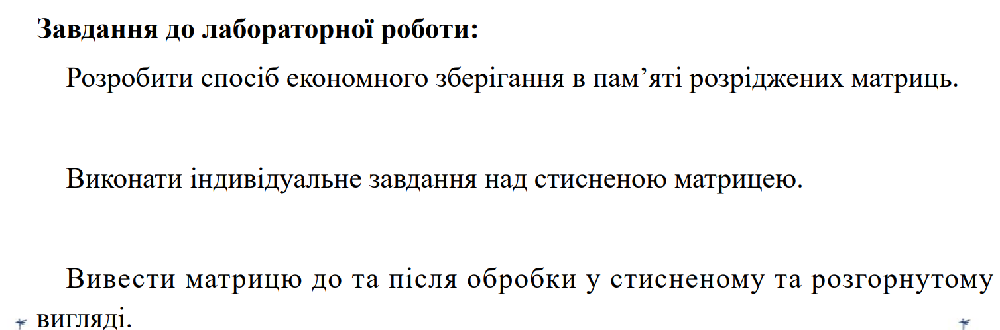 Завдання до лабораторної роботи:
Розробити спосіб економного зберігання в пам’яті розріджених матриць.
Виконати індивідуальне завдання над стисненою матрицею.
Вивести матрицю до та після обробки у стисненому та розгорнутому
вигляді.